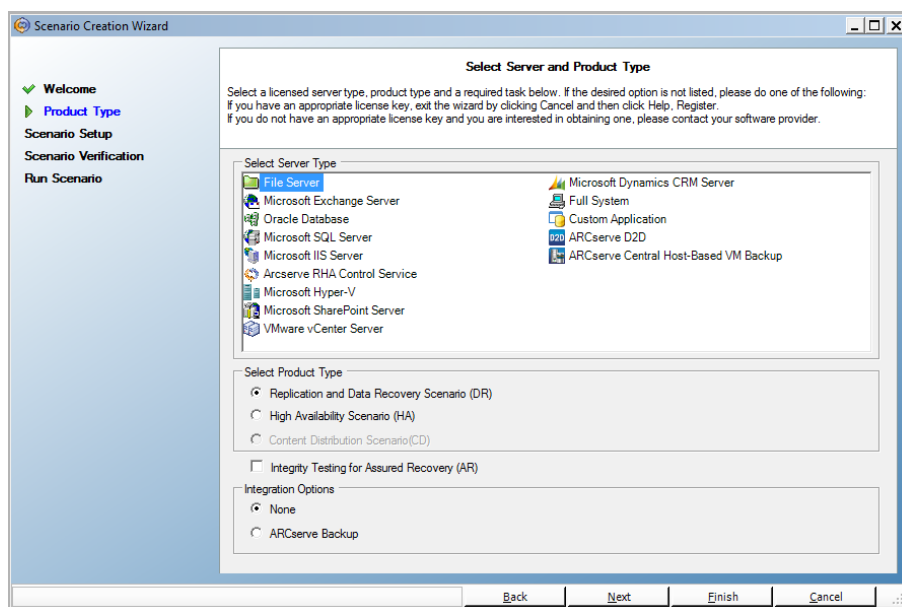 Scenario Creation Wizard
Welcome
Product Type
Scenario Setup
Scenario Verification
Run Scenario
Select Server and Product Type
Select a licensed server type, product type and a required task below. If the desired option is not listed, please do one of the following:
If you have an appropriate license key, exit the wizard by clicking Cancel and then click Help, Register.
If you do not have an appropriate license key and you are interested in obtaining one, please contact your software provider.
Select Server Type
File Server
Microsoft Exchange Server
Oracle Database
Microsoft SQL Server
Microsoft IIS Server
Arcserve RHA Control Service
Microsoft Hyper-V
Microsoft SharePoint Server
VMware vCenter Server
Microsoft Dynamics CRM Server
Full System
Custom Application
D2D ARCserve D2D
ARCserve Central Host-Based VM Backup
Select Product Type
Replication and Data Recovery Scenario (DR)
High Availability Scenario (HA)
Content Distribution Scenario(CD)
Integrity Testing for Assured Recovery (AR)
Integration Options
None
ARCserve Backup
Back Next Finish Cancel